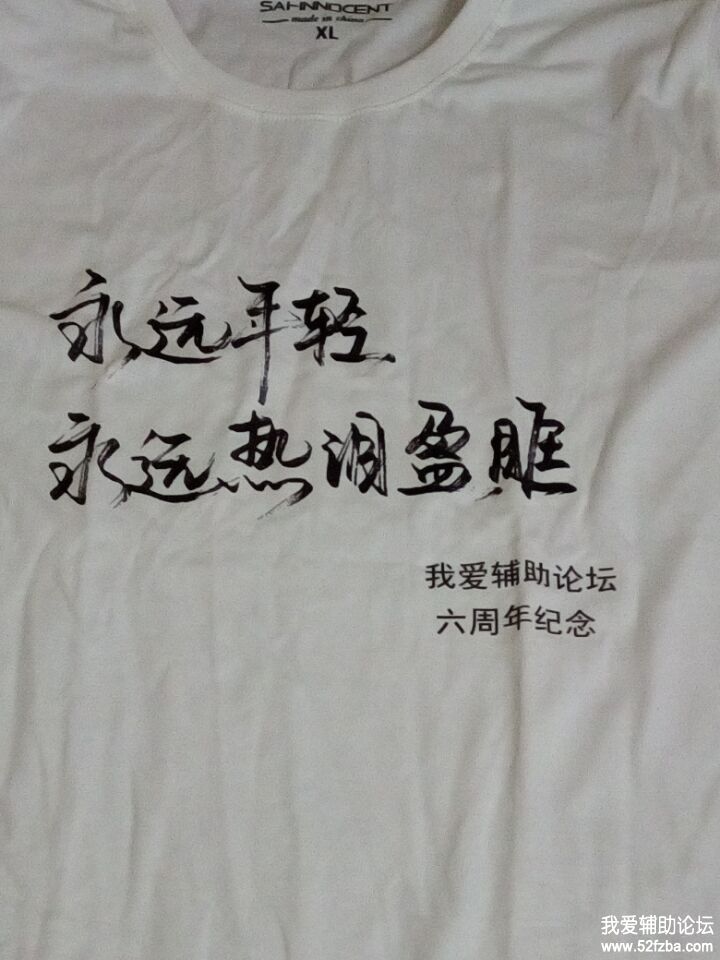 SAHNNOCENT
made in china
XL
永远年轻
永远热泪盈眶
我爱辅助论坛
六周年纪念
我爱辅助论坛
www.52fzba.com